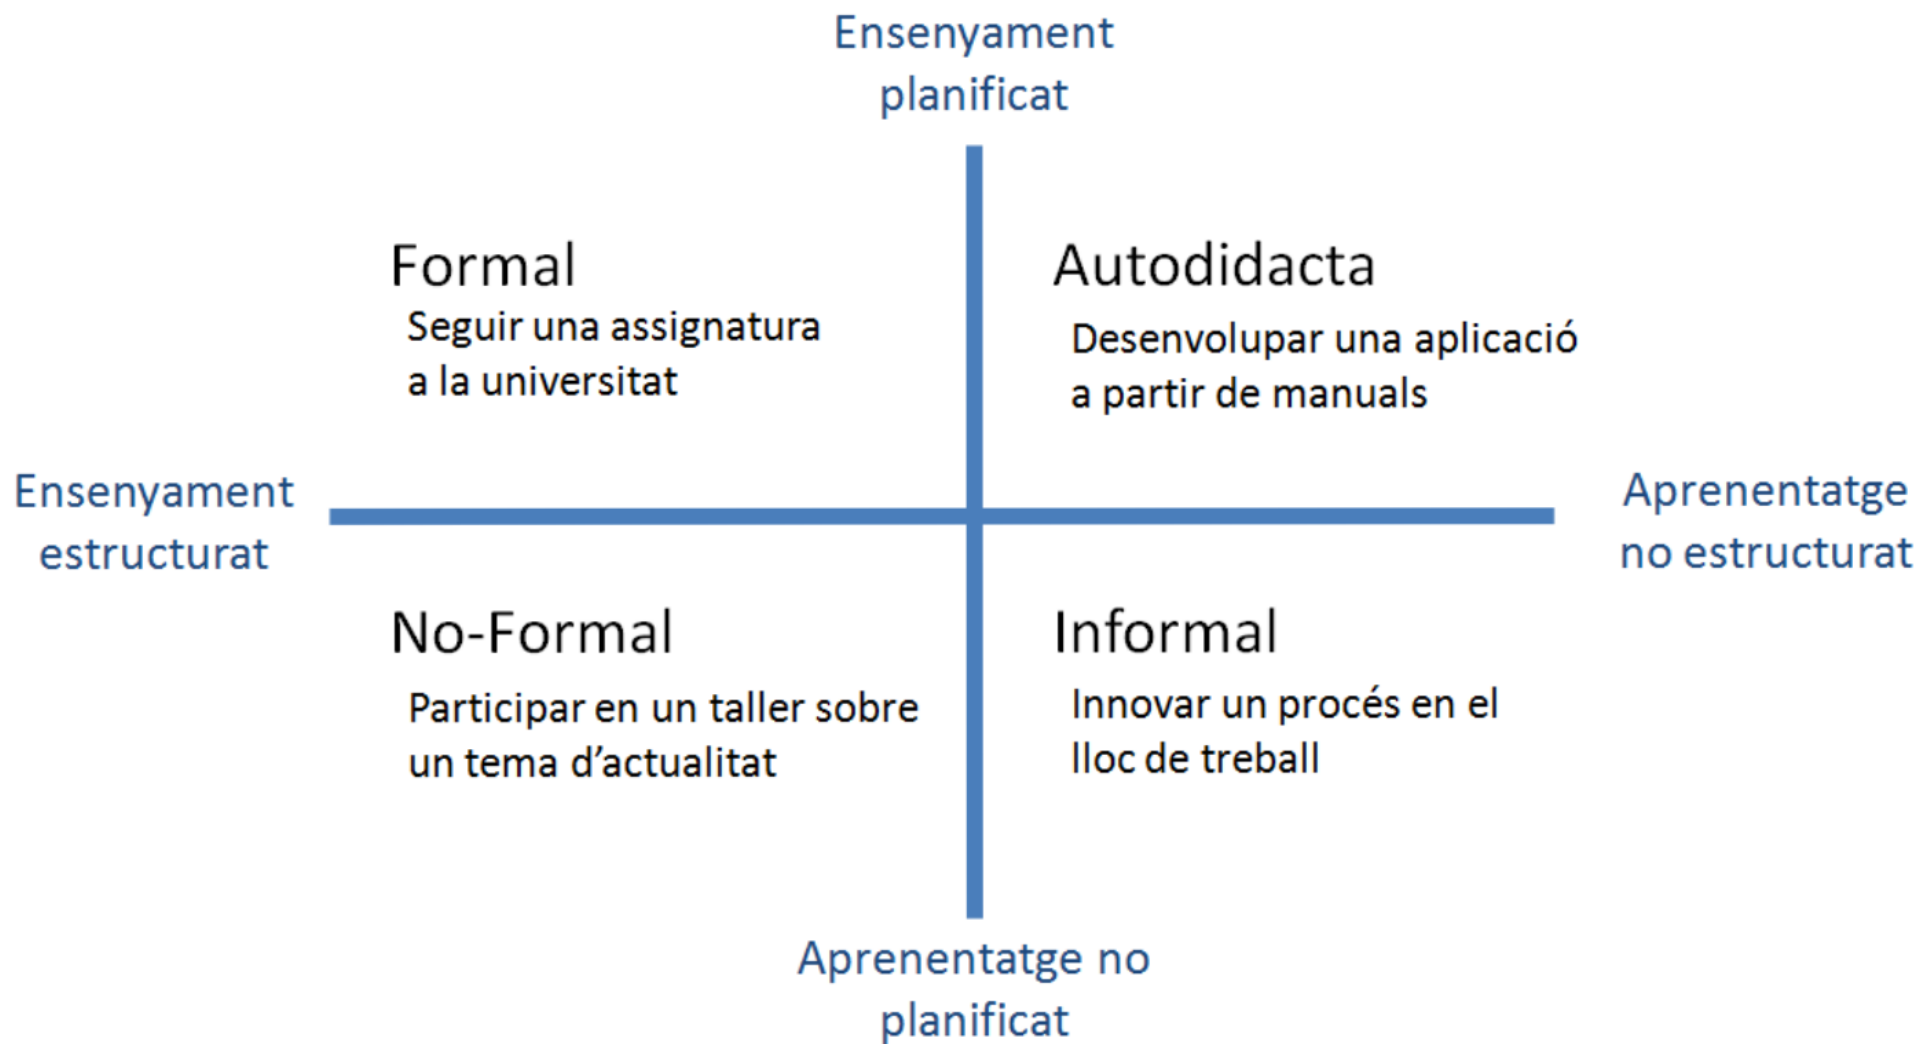 Ensenyament
planificat
Formal
Seguir una assignatura
a la universitat
Autodidacta
Desenvolupar una aplicació
a partir de manuals
Ensenyament
estructurat
Aprenentatge
no estructurat
No-Formal
Participar en un taller sobre
un tema d’actualitat
Informal
Innovar un procés en el
lloc de treball
Aprenentatge no
planificat